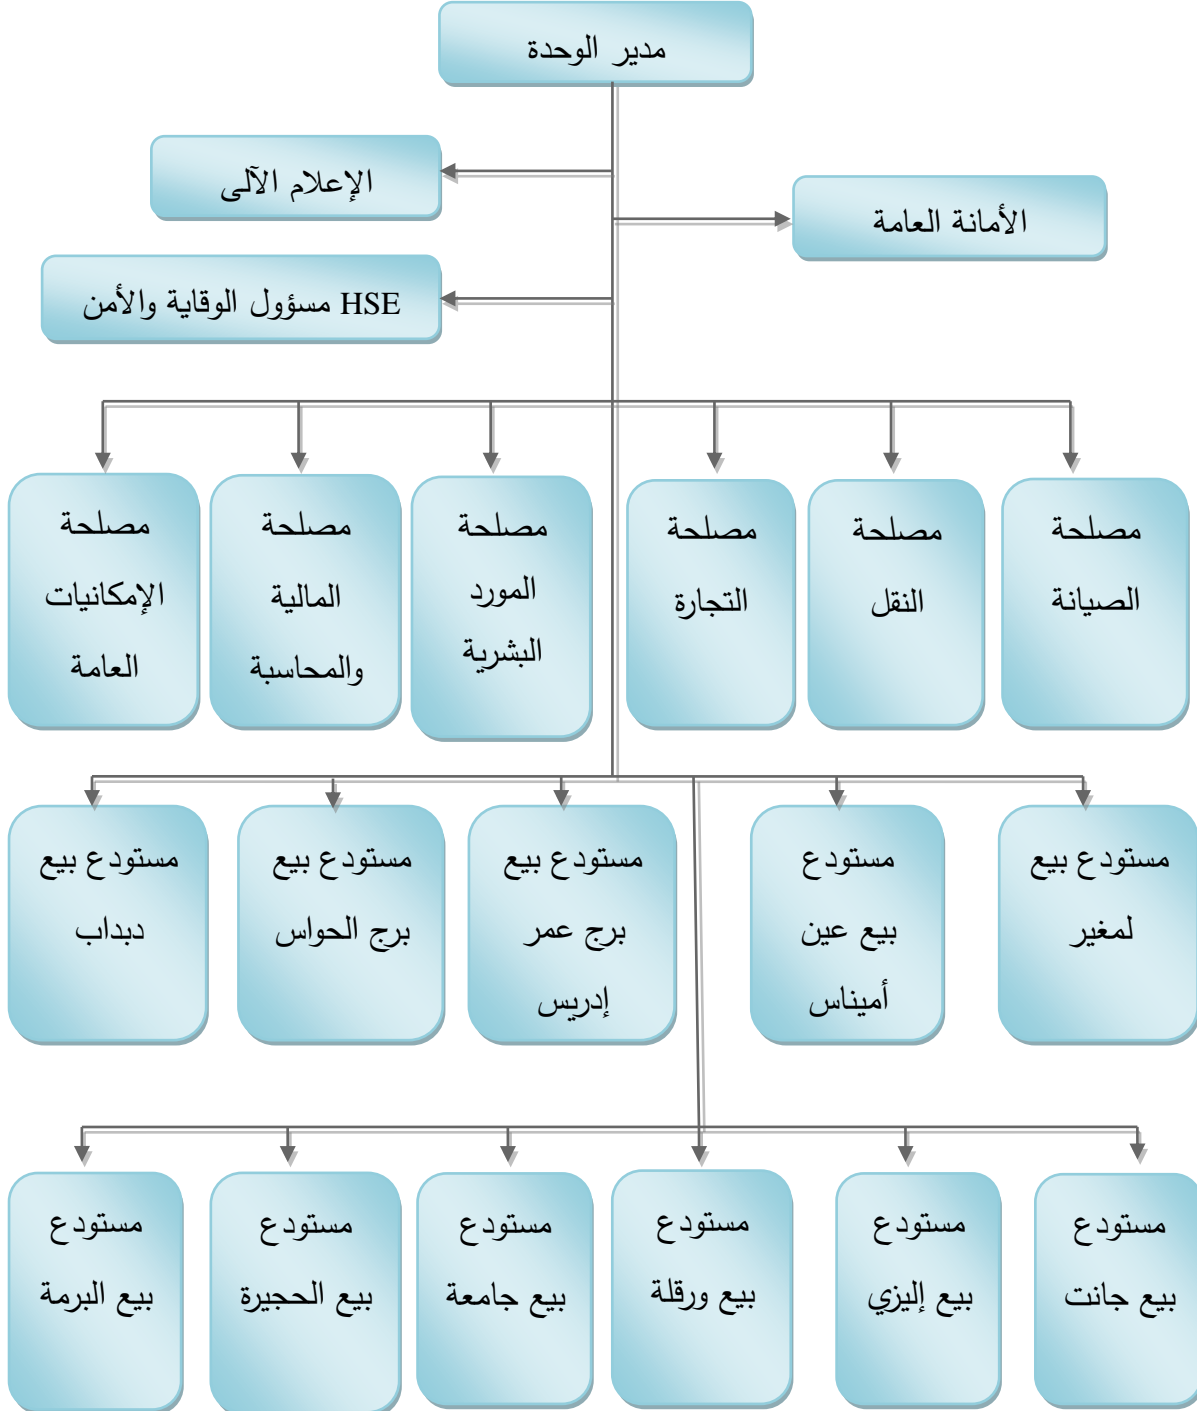 مدير الوحدة
الإعلام الآلى
الأمانة العامة
HSE مسؤول الوقاية والأمن
مصلحة
الصيانة
مصلحة
النقل
مصلحة
التجارة
مصلحة
المورد
البشرية
مصلحة
المالية
والمحاسبة
مصلحة
الإمكانيات
العامة
مستودع بيع
لمغير
مستودع
بيع عين
أميناس
مستودع بيع
برج عمر
إدريس
مستودع بيع
برج الحواس
مستودع بيع
دبداب
مستودع
بيع جانت
مستودع
بيع إليزي
مستودع
بيع ورقلة
مستودع
بيع جامعة
مستودع
بيع الحجيرة
مستودع
بيع البرمة